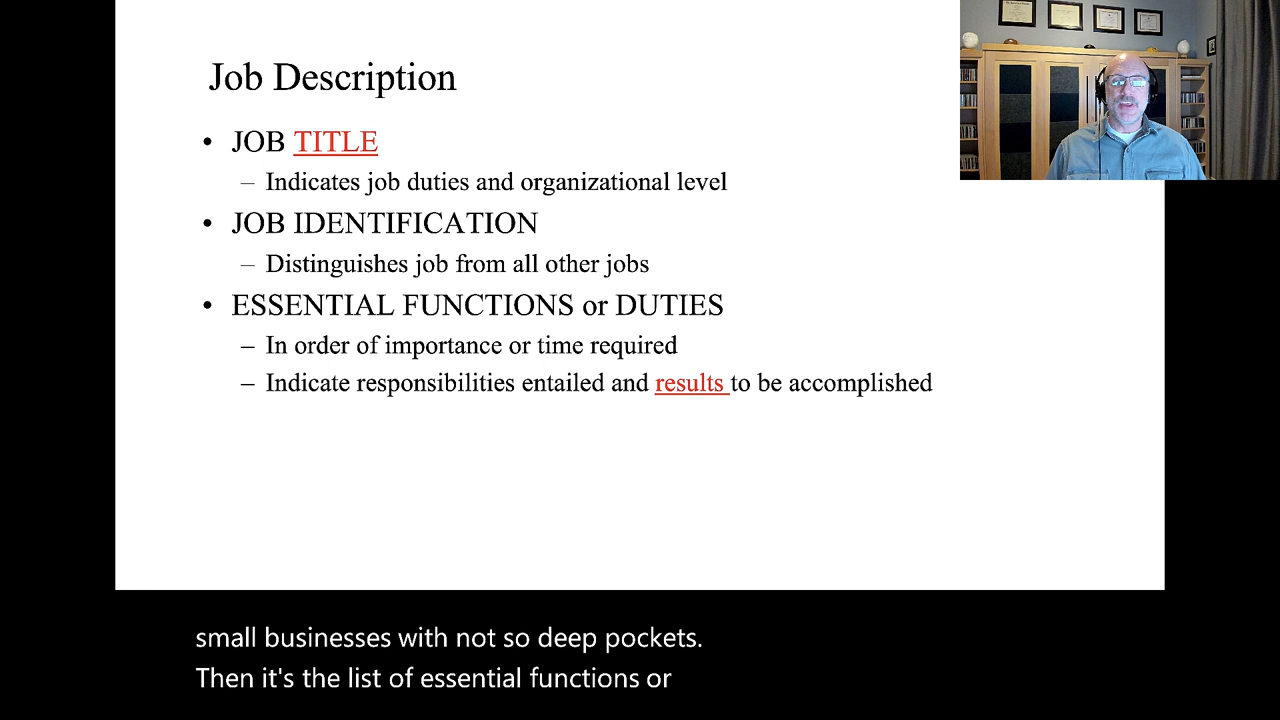 Job Description
• JOB TITLE
– Indicates job duties and organizational level
• JOB IDENTIFICATION
– Distinguishes job from all other jobs
• ESSENTIAL FUNCTIONS or DUTIES
– In order of importance or time required
– Indicate responsibilities entailed and results to be accomplished
small businesses with not so deep pockets.
Then it's the list of essential functions or